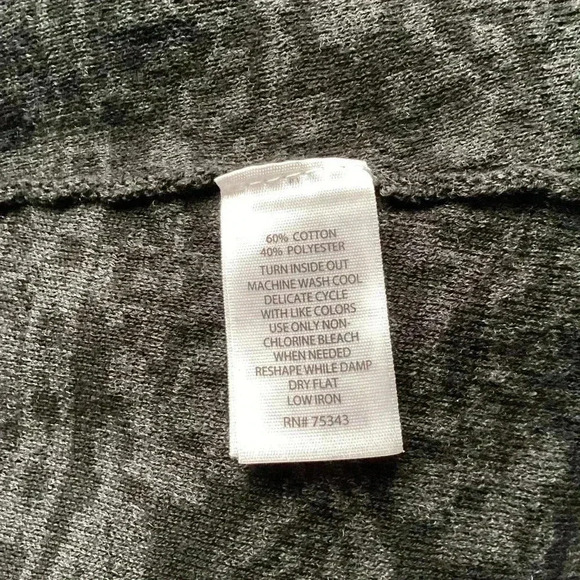 60% COTTON
40% POLYESTER
TURN INSIDE OUT
MACHINE WASH COOL
DELICATE CYCLE
WITH LIKE COLORS
USE ONLY NON-
CHLORINE BLEACH
WHEN NEEDED
RESHAPE WHILE DAMP
DRY FLAT
LOW IRON
RN# 75343